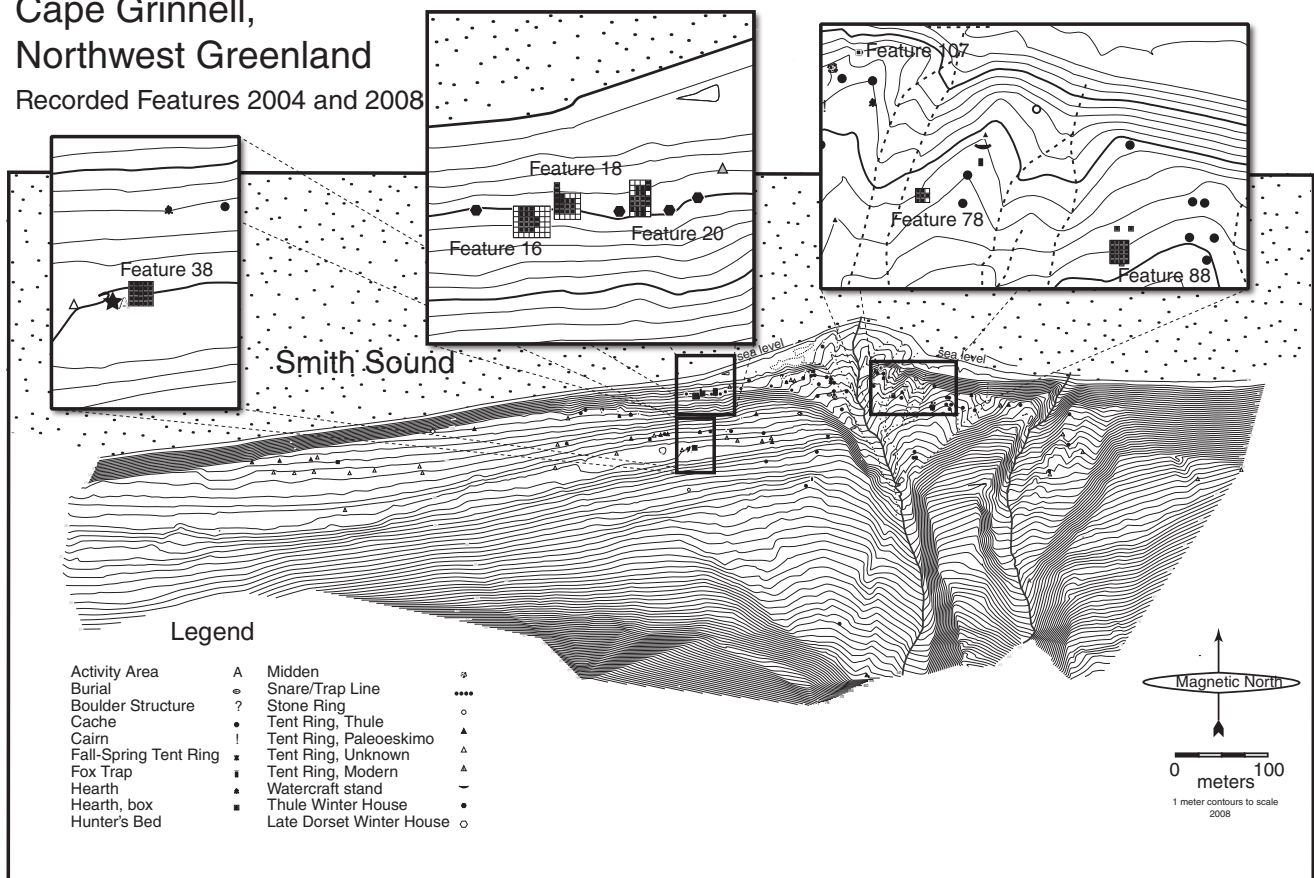 Cape Grinnell,
Northwest Greenland
Recorded Features 2004 and 2008
Feature 38
Feature 18
Feature 16
Feature 20
Feature 107
Feature 78
Feature 88
Smith Sound
sea level
sea level
Legend
Activity Area A
Burial
Boulder Structure ?
Cache
Cairn !
Fall-Spring Tent Ring
Fox Trap
Hearth
Hearth, box
Hunter's Bed
Midden
Snare/Trap Line
Stone Ring
Tent Ring, Thule
Tent Ring, Paleoeskimo
Tent Ring, Unknown
Tent Ring, Modern
Watercraft stand
Thule Winter House
Late Dorset Winter House
Magnetic North
0 100
meters
1 meter contours to scale
2008